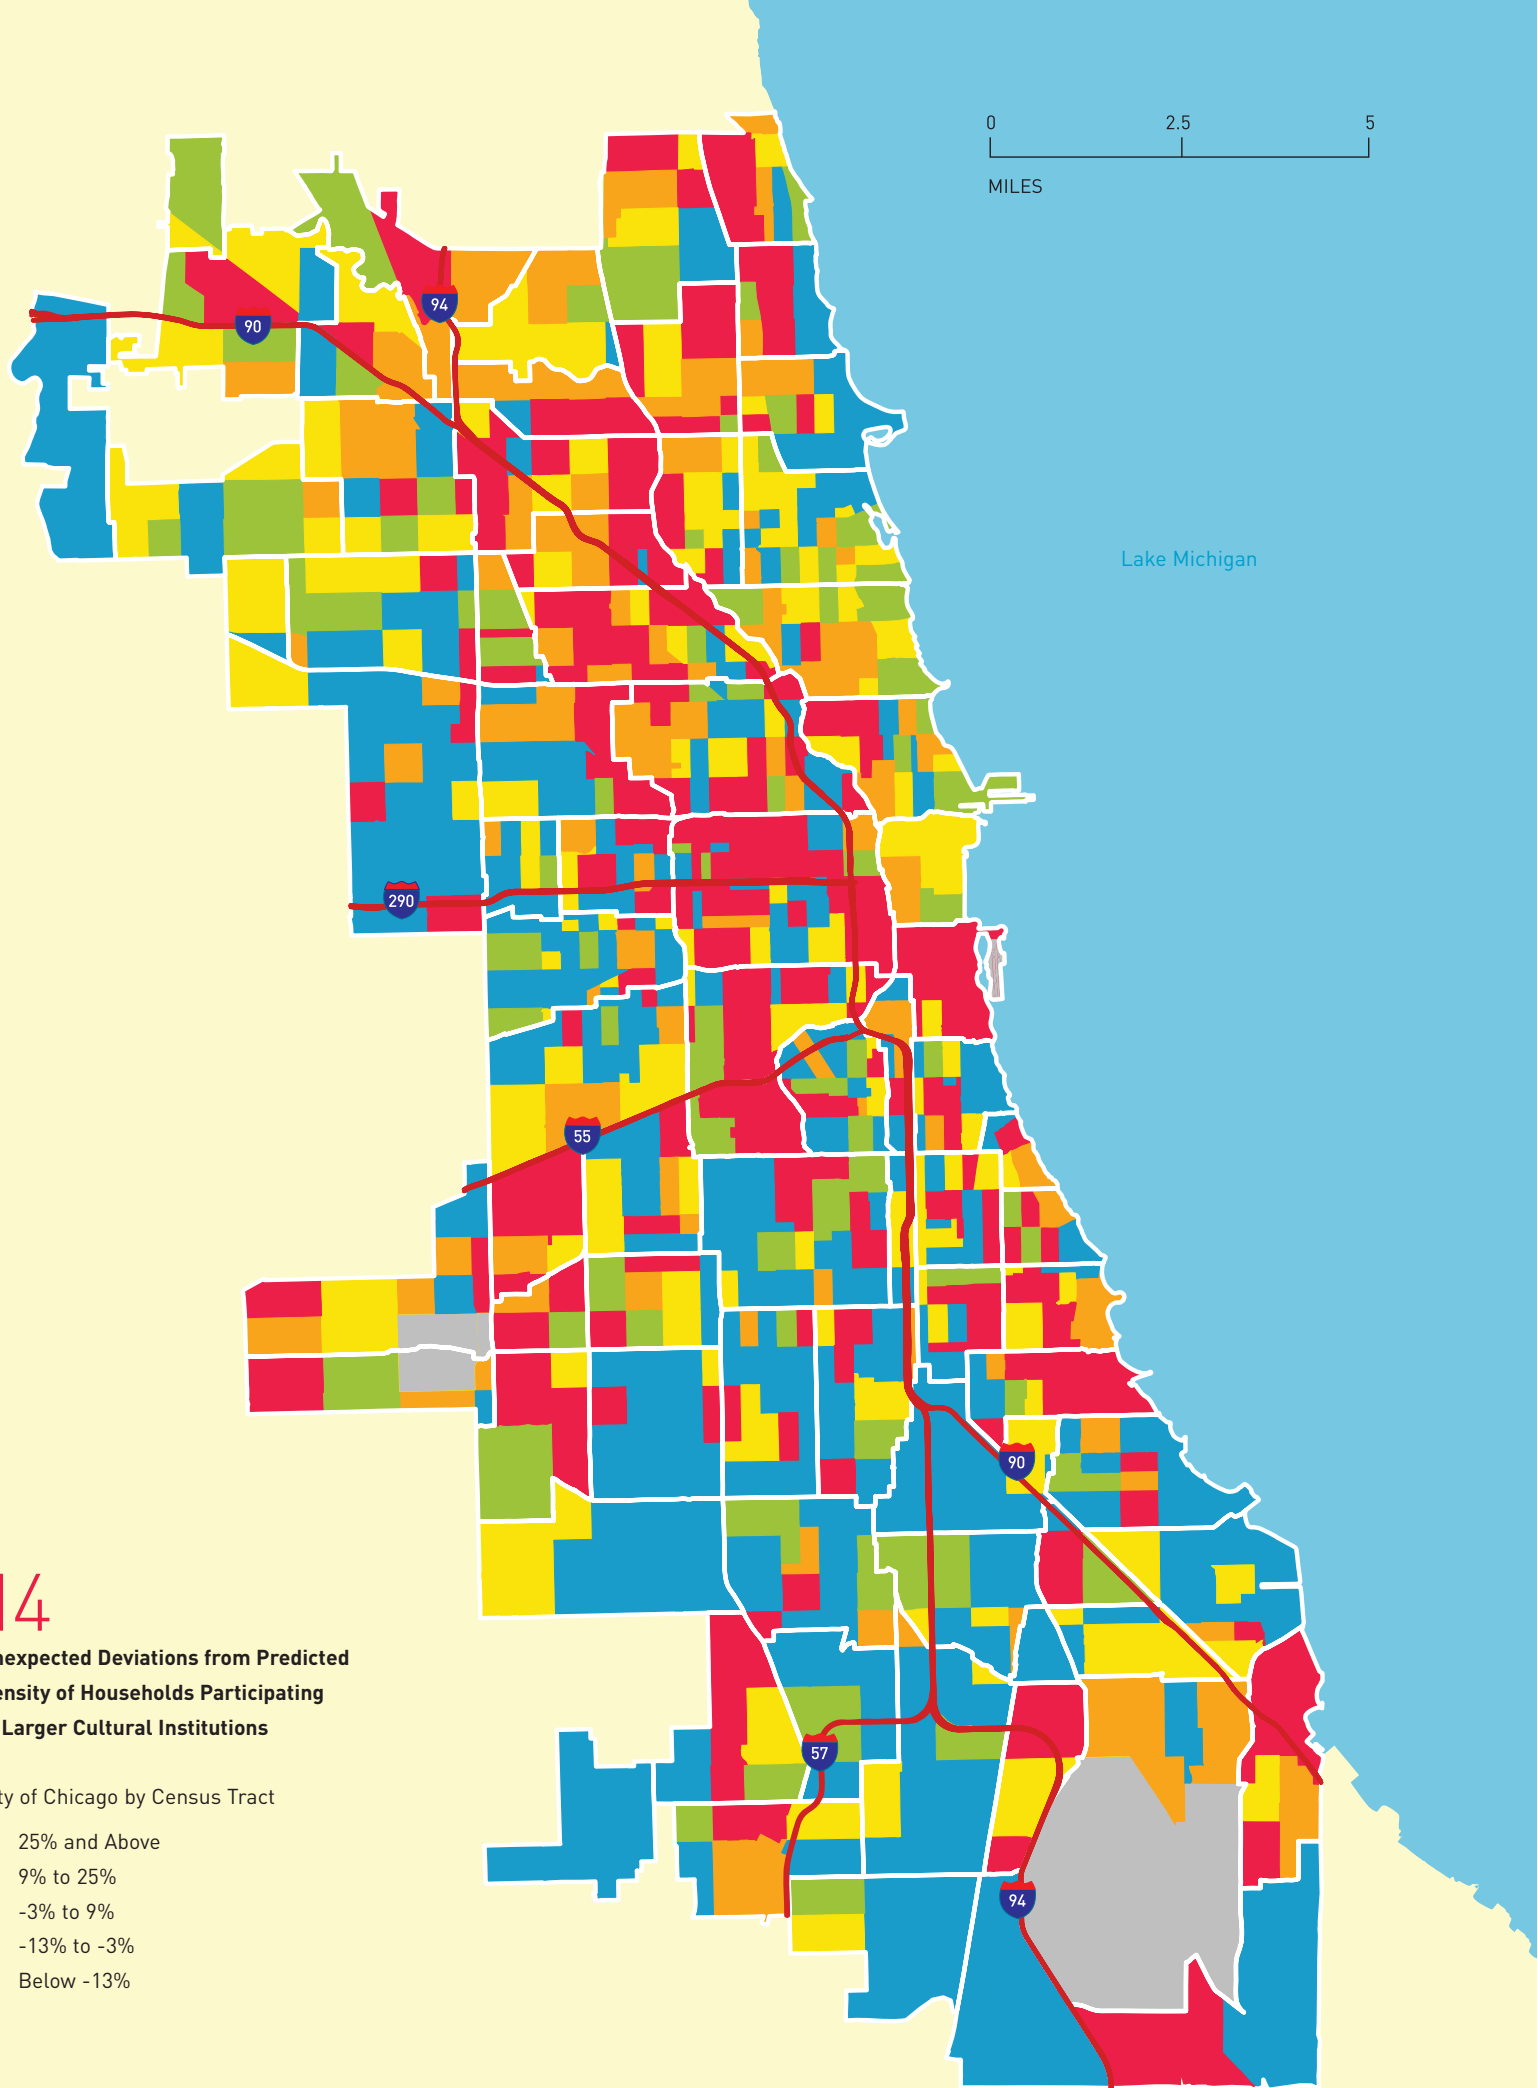 0 2.5 5
MILES
94
90
Lake Michigan
290
55
90
14
nexpected Deviations from Predicted
ensity of Households Participating
Larger Cultural Institutions
57
ty of Chicago by Census Tract
25% and Above
9% to 25%
-3% to 9%
-13% to -3%
Below -13%
94